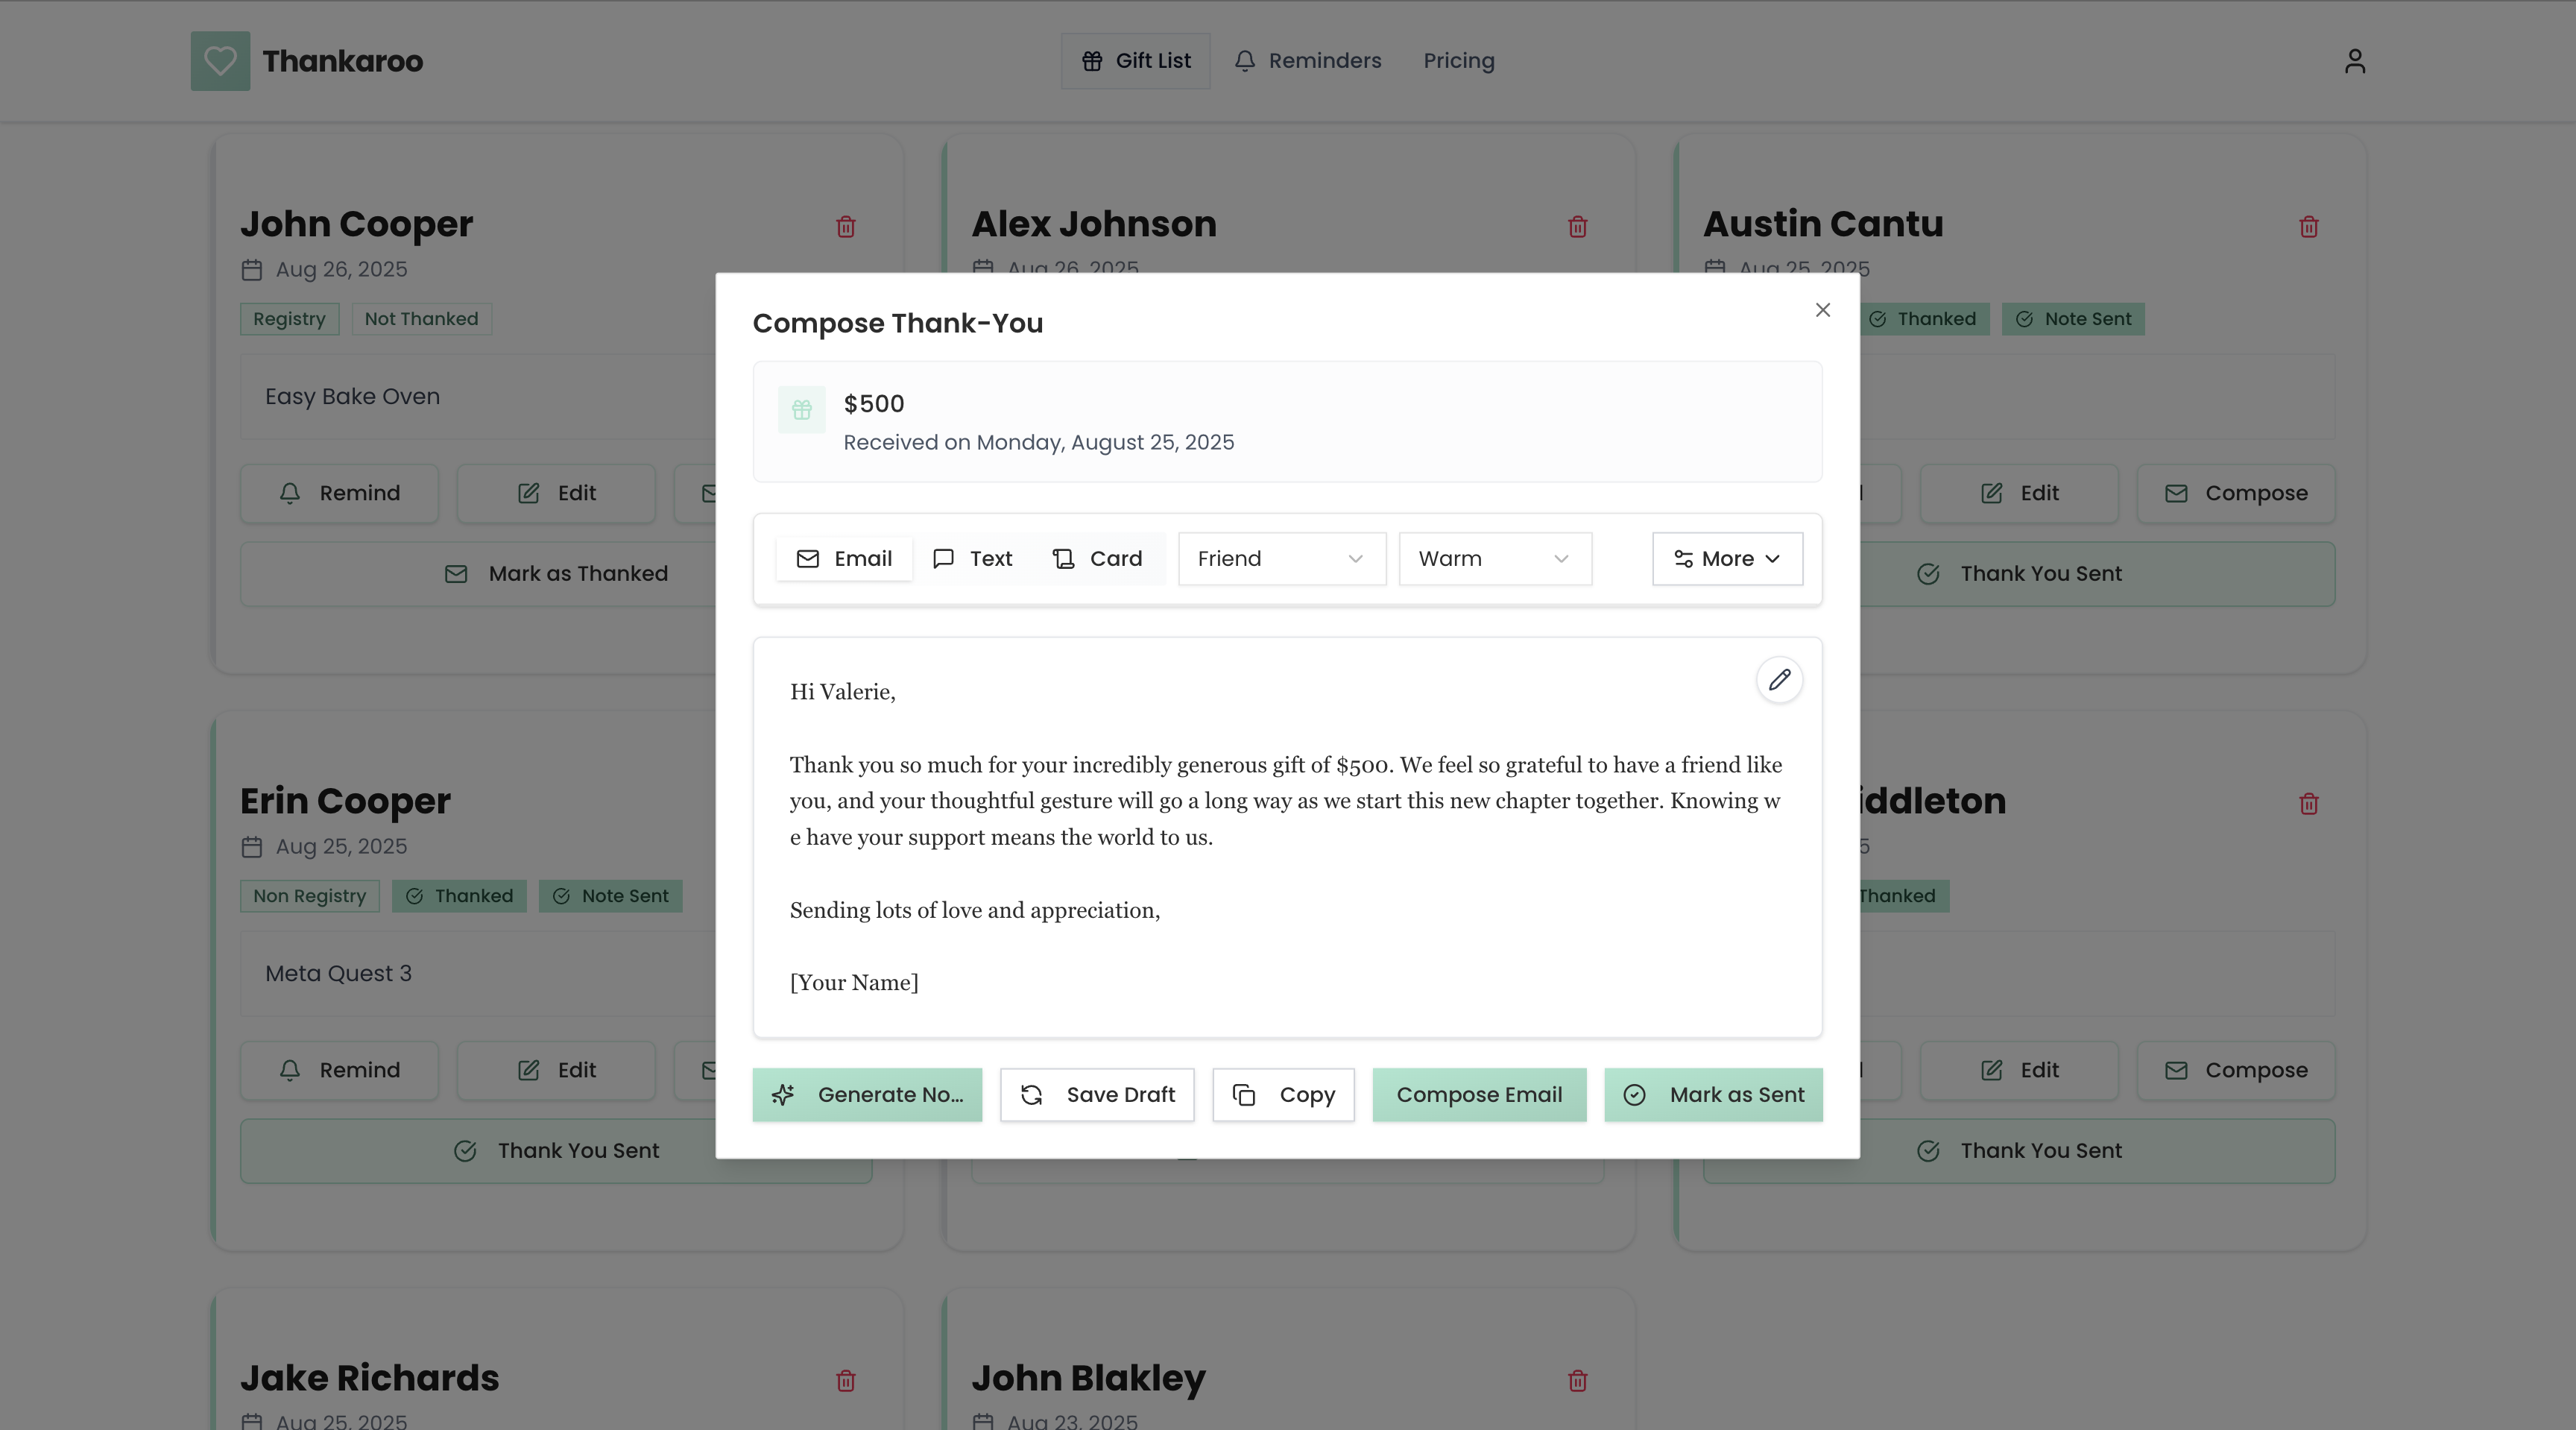 Thankaroo
Gift List
Reminders
Pricing
John Cooper
Aug 26, 2025
Registry
Not Thanked
Easy Bake Oven
Remind
Edit
Mark as Thanked
Alex Johnson
Aug 26, 2025
Austin Cantu
Aug 25, 2025
Thanked
Note Sent
Edit
Compose
Thank You Sent
Compose Thank-You
$500
Received on Monday, August 25, 2025
Email
Text
Card
Friend
Warm
More
Hi Valerie,
Thank you so much for your incredibly generous gift of $500. We feel so grateful to have a friend like
you, and your thoughtful gesture will go a long way as we start this new chapter together. Knowing w
e have your support means the world to us.
Sending lots of love and appreciation,
[Your Name]
Generate No...
Save Draft
Copy
Compose Email
Mark as Sent
Erin Cooper
Aug 25, 2025
Non Registry
Thanked
Note Sent
Meta Quest 3
Remind
Edit
Thank You Sent
iddleton
5
Thanked
Edit
Compose
Thank You Sent
Jake Richards
Aug 25, 2025
John Blakley
Aug 23, 2025